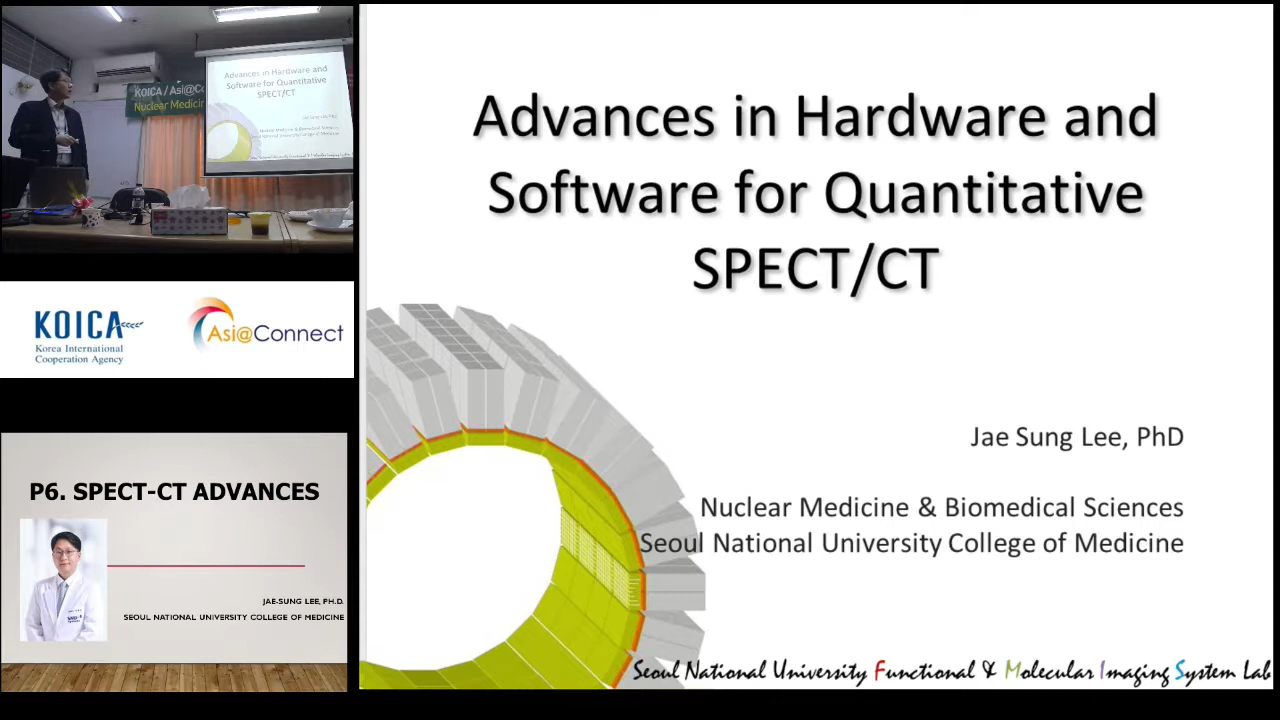 KOICA / Asi@Co
Nuclear Medicin
Advances in Hardware and
Software for Quantitative
SPECT/CT
KOICA
Korea International
Cooperation Agency
Asi@Connect
P6. SPECT-CT ADVANCES
JAE-SUNG LEE, PH.D.
SEOUL NATIONAL UNIVERSITY COLLEGE OF MEDICINE
Advances in Hardware and
Software for Quantitative
SPECT/CT
Jae Sung Lee, PhD
Nuclear Medicine & Biomedical Sciences
Seoul National University College of Medicine
Seoul National University Functional & Molecular Imaging System Lab